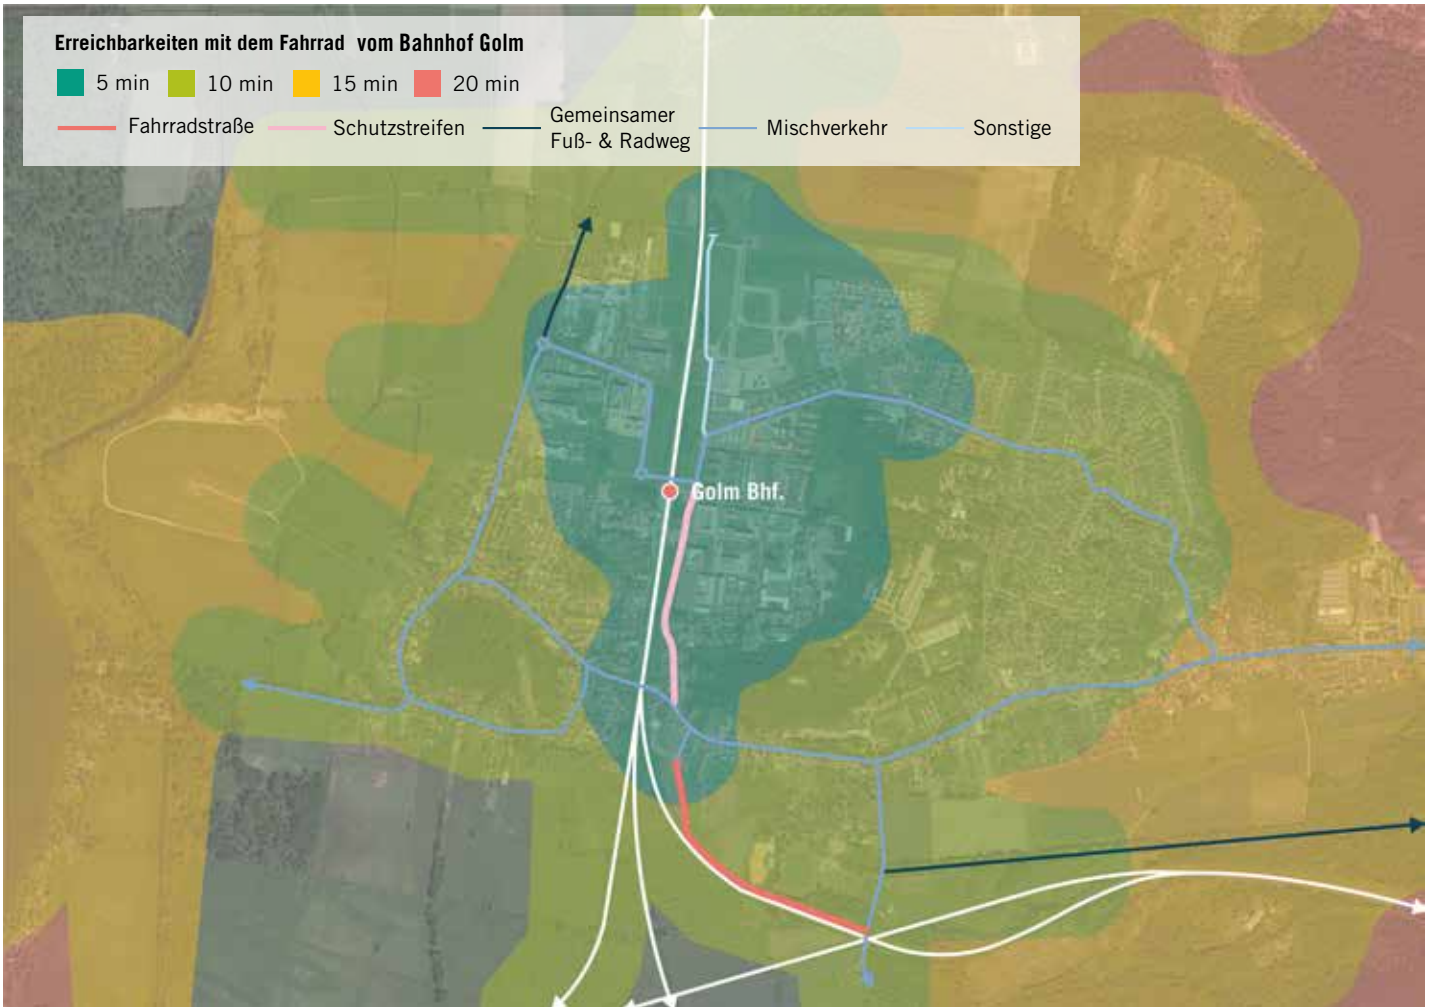 Erreichbarkeiten mit dem Fahrrad vom Bahnhof Golm
5 min 10 min 15 min 20 min
Fahrradstraße Schutzstreifen Gemeinsamer Fuß- & Radweg Mischverkehr Sonstige
Golm Bhf.